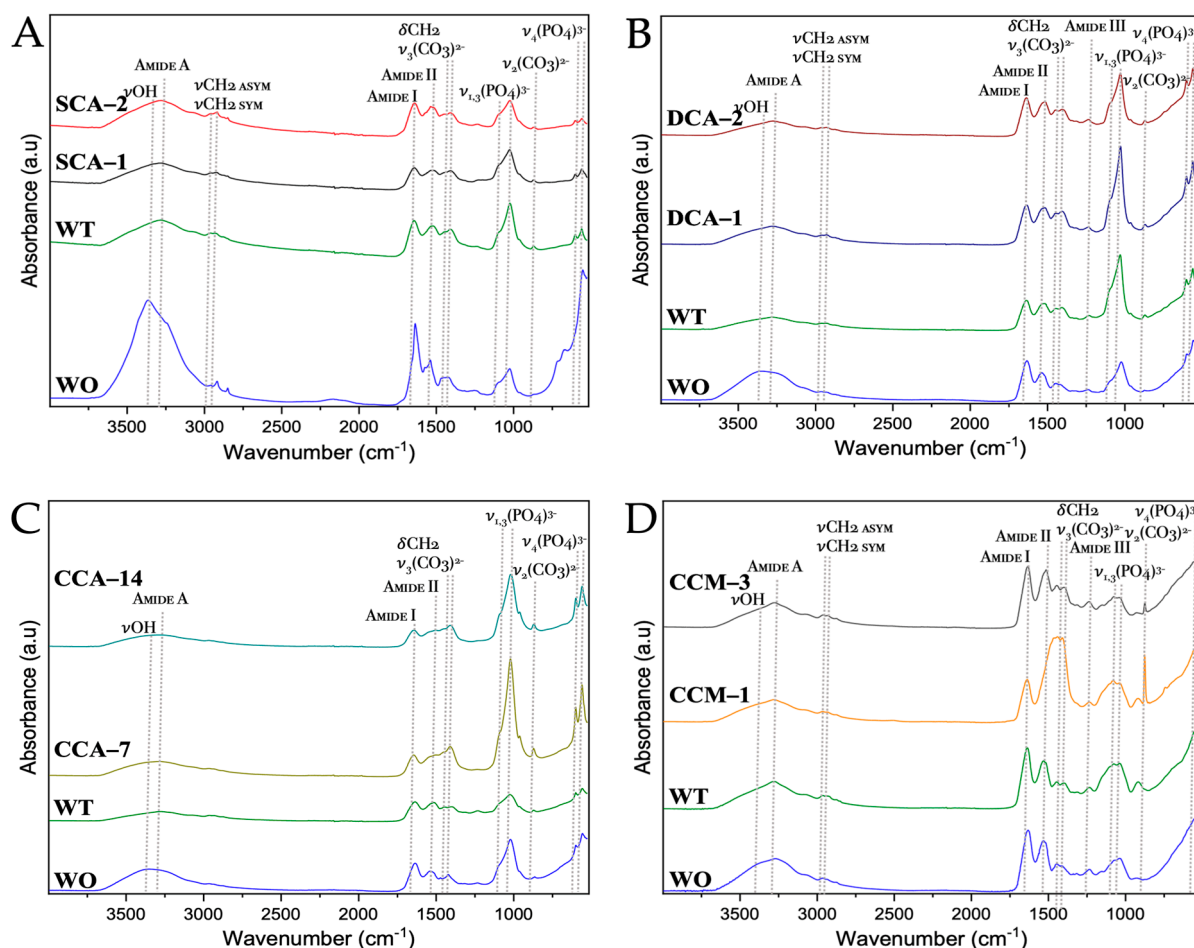 A
δCH2
ν3(CO3)2-
ν4(PO4)3-
ν2(CO3)2-
Amide II
Amide A
νOH
νCH2 asym
νCH2 sym
Amide I
ν1,3(PO4)3-
SCA-2
SCA-1
WT
WO
Absorbance (a.u)
3500
3000
2500
2000
1500
1000
Wavenumber (cm-1)
B
δCH2
ν3(CO3)2-
Amide III
ν4(PO4)3-
νCH2 asym
νCH2 sym
ν1,3(PO4)3-
Amide II
ν2(CO3)2-
Amide A
Amide I
νOH
DCA-2
DCA-1
WT
WO
Absorbance (a.u)
3500
3000
2500
2000
1500
1000
Wavenumber (cm-1)
C
ν1,3(PO4)3-
δCH2
ν3(CO3)2-
ν4(PO4)3-
ν2(CO3)2-
Amide II
Amide A
Amide I
νOH
CCA-14
CCA-7
WT
WO
Absorbance (a.u)
3500
3000
2500
2000
1500
1000
Wavenumber (cm-1)
D
νCH2 asym
νCH2 sym
δCH2
ν3(CO3)2-
ν4(PO4)3-
ν2(CO3)2-
Amide II
Amide III
Amide I
ν1,3(PO4)3-
Amide A
νOH
CCM-3
CCM-1
WT
WO
Absorbance (a.u)
3500
3000
2500
2000
1500
1000
Wavenumber (cm-1)